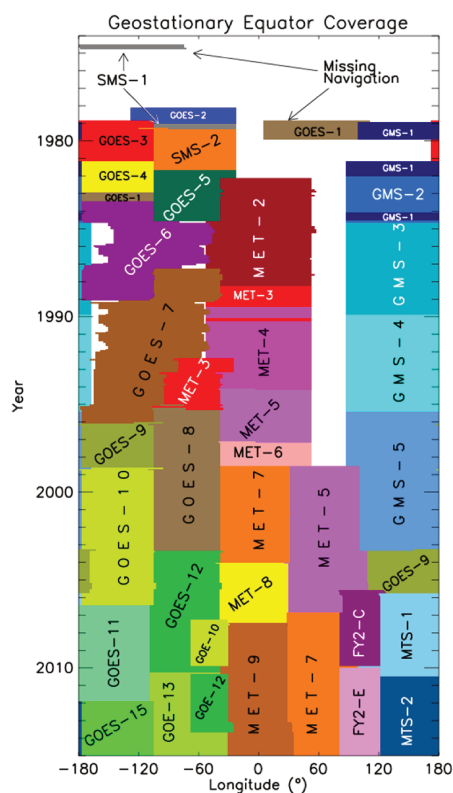 Geostationary Equator Coverage
SMS-1
Missing
Navigation
GOES-2
GOES-1
GMS-1
1980
GOES-3
SMS-2
GMS-1
GOES-4
GOES-5
GMS-2
GOES-1
GMS-1
GOES-6
MET-2
GMS-3
MET-3
1990
GOES-7
MET-4
GMS-4
MET-3
MET-5
GOES-9
GOES-8
MET-6
GMS-5
2000
GOES-10
MET-7
MET-5
GOES-12
MET-8
GOES-9
GOES-11
GOE-10
FY2-C
MTS-1
2010
GOE-12
MET-9
MET-7
GOES-15
GOE-13
FY2-E
MTS-2
Year
-180
-120
-60
0
60
120
180
Longitude (°)